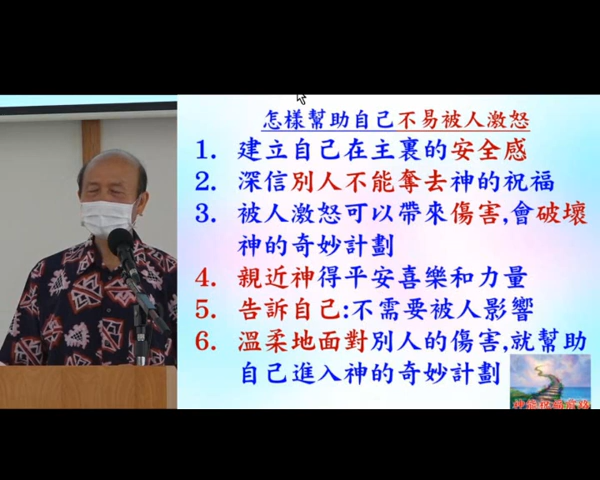 怎樣幫助自己不易被人激怒
1. 建立自己在主裏的安全感
2. 深信別人不能奪去神的祝福
3. 被人激怒可以帶來傷害,會破壞
神的奇妙計劃
4. 親近神得平安喜樂和力量
5. 告訴自己:不需要被人影響
6. 溫柔地面對別人的傷害,就幫助
自己進入神的奇妙計劃